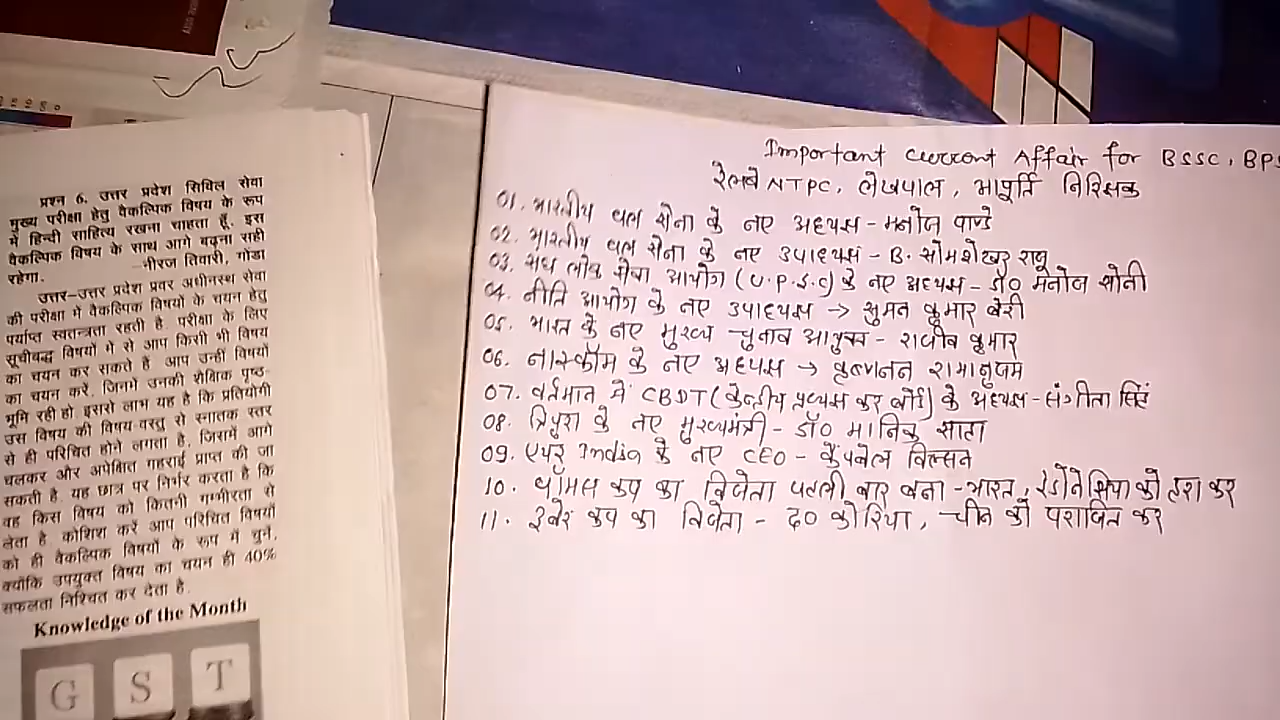 प्रश्न 6. उत्तर प्रदेश सिविल सेवा
मुख्य परीक्षा हेतु वैकल्पिक विषय के रूप
में हिन्दी साहित्य रखना चाहता हूँ. इस
वैकल्पिक विषय के साथ आगे बढ़ना सही
रहेगा. —नीरज तिवारी, गोंडा
उत्तर–उत्तर प्रदेश प्रवर अधीनस्थ सेवा
की परीक्षा में वैकल्पिक विषयों के चयन हेतु
पर्याप्त स्वतन्त्रता रहती है. परीक्षा के लिए
सूचीबद्ध विषयों में से आप किसी भी विषय
का चयन कर सकते हैं. आप उन्हीं विषयों
का चयन करें, जिनमें उनकी शैक्षिक पृष्ठ-
भूमि रही हो इससे लाभ यह है कि प्रतियोगी
उस विषय की विषय-वस्तु से स्नातक स्तर
से ही परिचित होने लगता है, जिसमें आगे
चलकर और अपेक्षित गहराई प्राप्त की जा
सकती है. यह छात्र पर निर्भर करता है कि
वह किस विषय को कितनी गम्भीरता से
लेता है. कोशिश करें आप परिचित विषयों
को ही वैकल्पिक विषयों के रूप में चुनें,
क्योंकि उपयुक्त विषय का चयन ही 40%
सफलता निश्चित कर देता है.
Knowledge of the Month
G S T
Important current Affair for BSSC, BPS
रेलवे NTPC, लेखपाल, आपूर्ति निरिक्षक
01. भारतीय थल सेना के नए अध्यक्ष - मनोज पाण्डे
02. भारतीय थल सेना के नए उपाध्यक्ष - B. सोमशेखर राजू
03. संघ लोक सेवा आयोग (U.P.S.C) के नए अध्यक्ष - डॉ० मनोज सोनी
04. नीति आयोग के नए उपाध्यक्ष → सुमन कुमार बेरी
05. भारत के नए मुख्य चुनाव आयुक्त - राजीव कुमार
06. नास्कॉम के नए अध्यक्ष → कृष्णनन रामानुजम
07. वर्तमान में CBDT (केन्द्रीय प्रत्यक्ष कर बोर्ड) के अध्यक्ष - संगीता सिंह
08. त्रिपुरा के नए मुख्यमंत्री - डॉ० मानिक साहा
09. एयर India के नए CEO - कैंपबेल विल्सन
10. थॉमस कप का विजेता पहली बार बना - भारत, इंडोनेशिया को हरा कर
11. उबेर कप का विजेता - द० कोरिया, चीन को पराजित कर